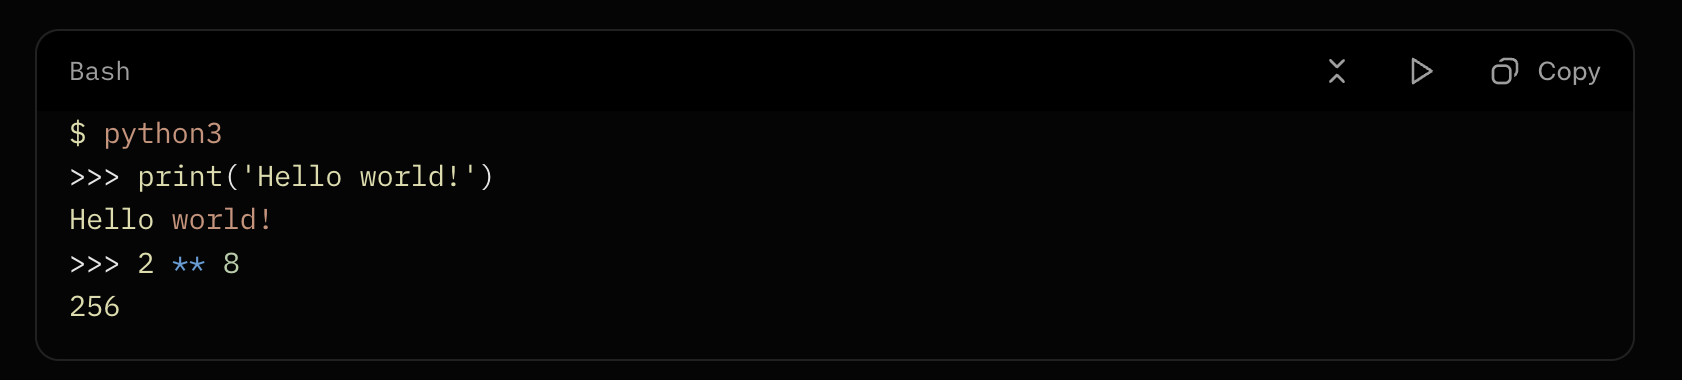 Bash
Copy
$ python3
>>> print('Hello world!')
Hello world!
>>> 2 ** 8
256